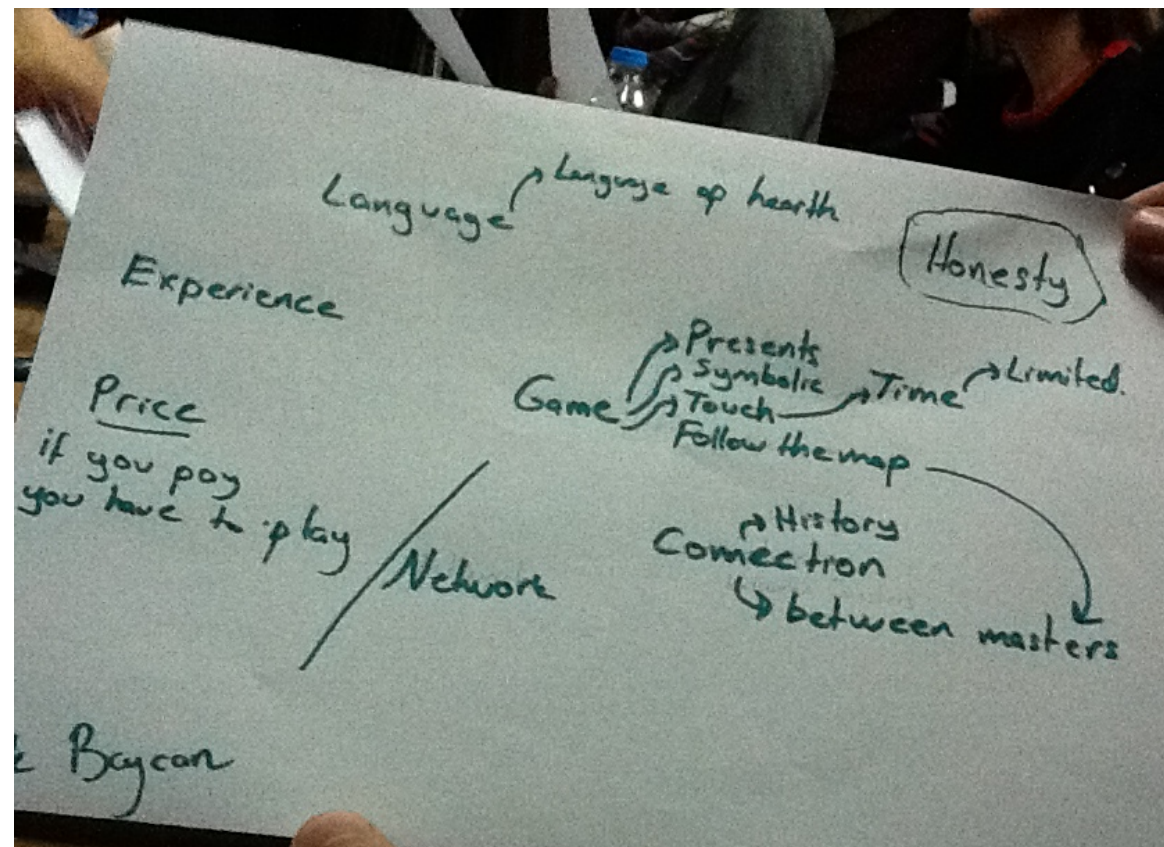 Language Language of hearth
Honesty
Experience
Presents
Symbolic
Game Touch Time Limited.
Follow the map
Price
if you pay
you have to play
Network
History
Connection
between masters
Baycan